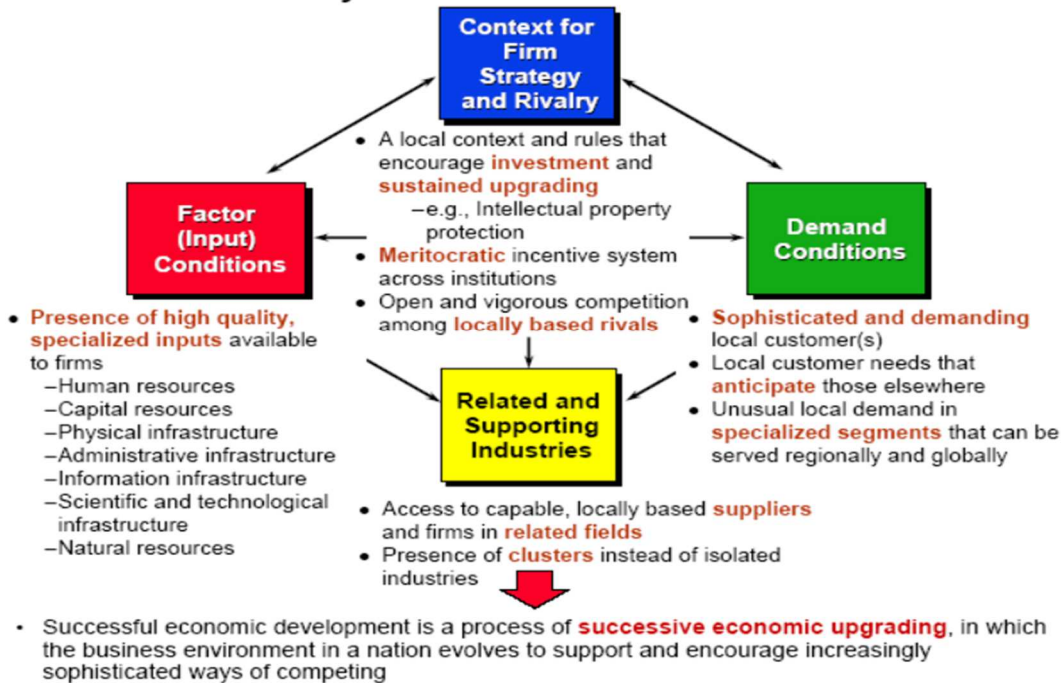 Context for
Firm
Strategy
and Rivalry
• A local context and rules that
encourage investment and
sustained upgrading
–e.g., Intellectual property
protection
• Meritocratic incentive system
across institutions
• Open and vigorous competition
among locally based rivals
Factor
(Input)
Conditions
• Presence of high quality,
specialized inputs available
to firms
–Human resources
–Capital resources
–Physical infrastructure
–Administrative infrastructure
–Information infrastructure
–Scientific and technological
infrastructure
–Natural resources
Demand
Conditions
• Sophisticated and demanding
local customer(s)
• Local customer needs that
anticipate those elsewhere
• Unusual local demand in
specialized segments that can be
served regionally and globally
Related and
Supporting
Industries
• Access to capable, locally based suppliers
and firms in related fields
• Presence of clusters instead of isolated
industries
• Successful economic development is a process of successive economic upgrading, in which
the business environment in a nation evolves to support and encourage increasingly
sophisticated ways of competing